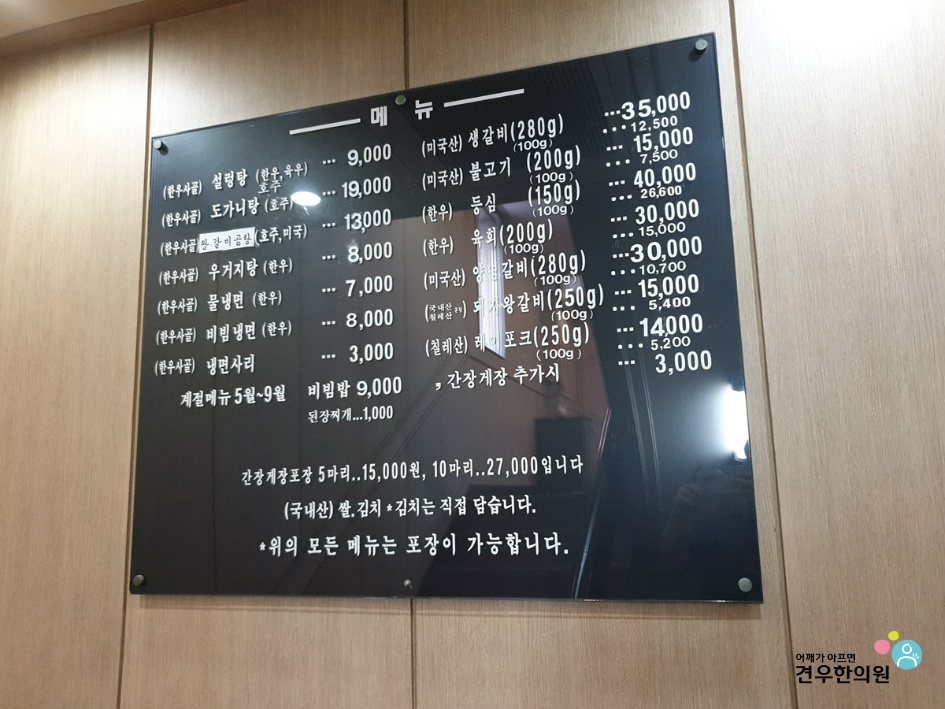 메 뉴
(한우사골) 설렁탕 (한우,육우) 호주 ... 9,000
(한우사골) 도가니탕 (호주) ... 19,000
(한우사골) 왕갈비곰탕 (호주,미국) ... 13,000
(한우사골) 우거지탕 (한우) ... 8,000
(한우사골) 물냉면 (한우) ... 7,000
(한우사골) 비빔냉면 (한우) ... 8,000
(한우사골) 냉면사리 ... 3,000
계절메뉴 5월~9월 비빔밥 9,000
된장찌개...1,000
(미국산) 생갈비(280g) ...35,000
(100g) ...12,500
(미국산) 불고기 (200g) ... 15,000
(100g) ... 7,500
(한우) 등심 (150g) ... 40,000
(100g) ... 26,600
(한우) 육회(200g) ... 30,000
(100g) ... 15,000
(미국산) 양념갈비(280g) ...30,000
(100g) ... 10,700
(국내산 칠레산) 돼지왕갈비(250g) ... 15,000
(100g) ... 5,400
(칠레산) 레인포크(250g) ... 14,000
(100g) ... 5,200
, 간장게장 추가시 ... 3,000
간장게장포장 5마리..15,000원, 10마리..27,000입니다
(국내산) 쌀.김치 *김치는 직접 담습니다.
*위의 모든 메뉴는 포장이 가능합니다.
어깨가 아프면
견우한의원